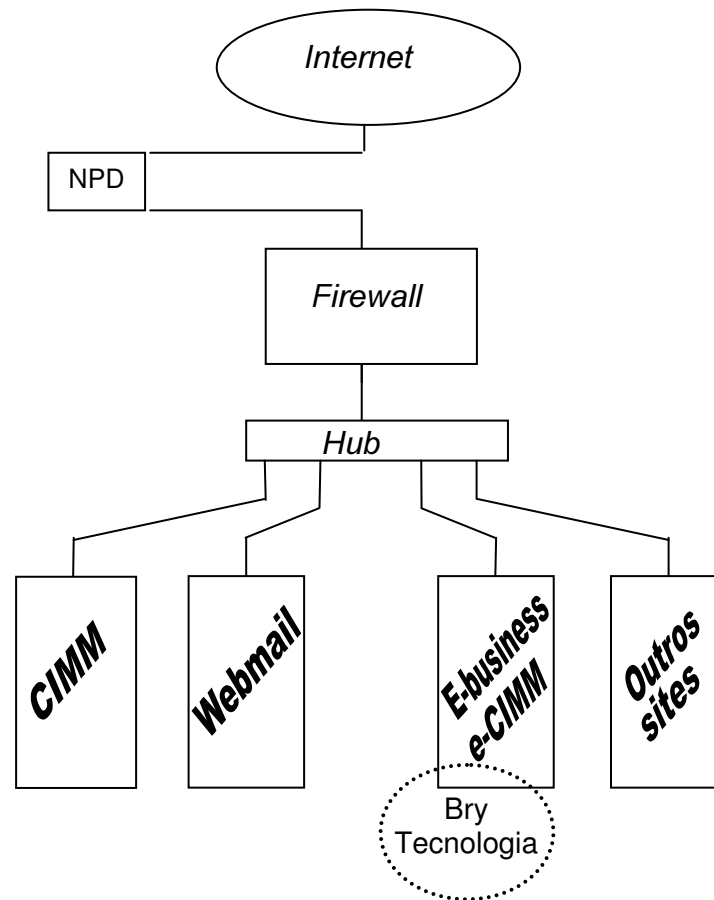 Internet
NPD
Firewall
Hub
CIMM
Webmail
E-business
e-CIMM
Outros
sites
Bry
Tecnologia